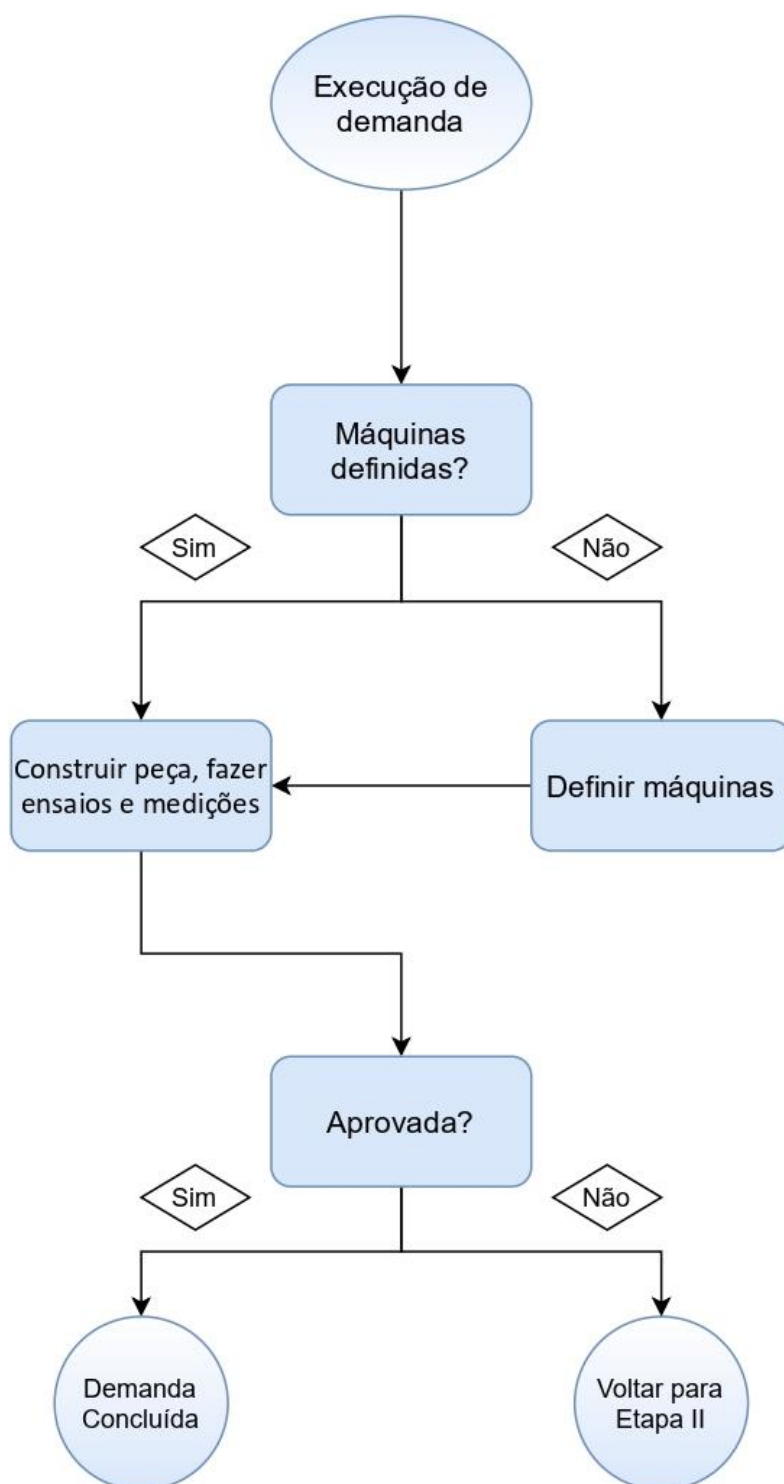 Execução de
demanda
Máquinas
definidas?
Sim
Não
Construir peça, fazer
ensaios e medições
Definir máquinas
Aprovada?
Sim
Não
Demanda
Concluída
Voltar para
Etapa II